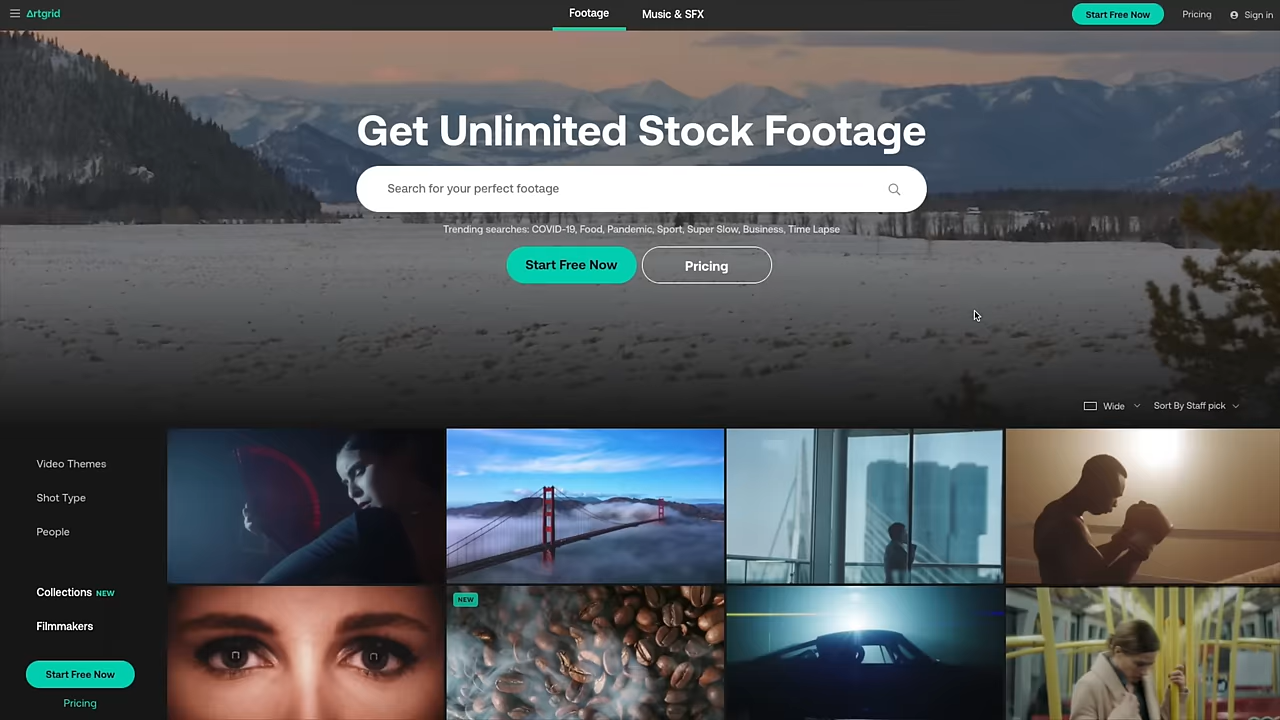 Artgrid
Footage
Music & SFX
Start Free Now
Pricing
Sign in
Get Unlimited Stock Footage
Search for your perfect footage
Trending searches: COVID-19, Food, Pandemic, Sport, Super Slow, Business, Time Lapse
Start Free Now
Pricing
Wide
Sort By Staff pick
Video Themes
Shot Type
People
Collections NEW
Filmmakers
Start Free Now
Pricing
NEW